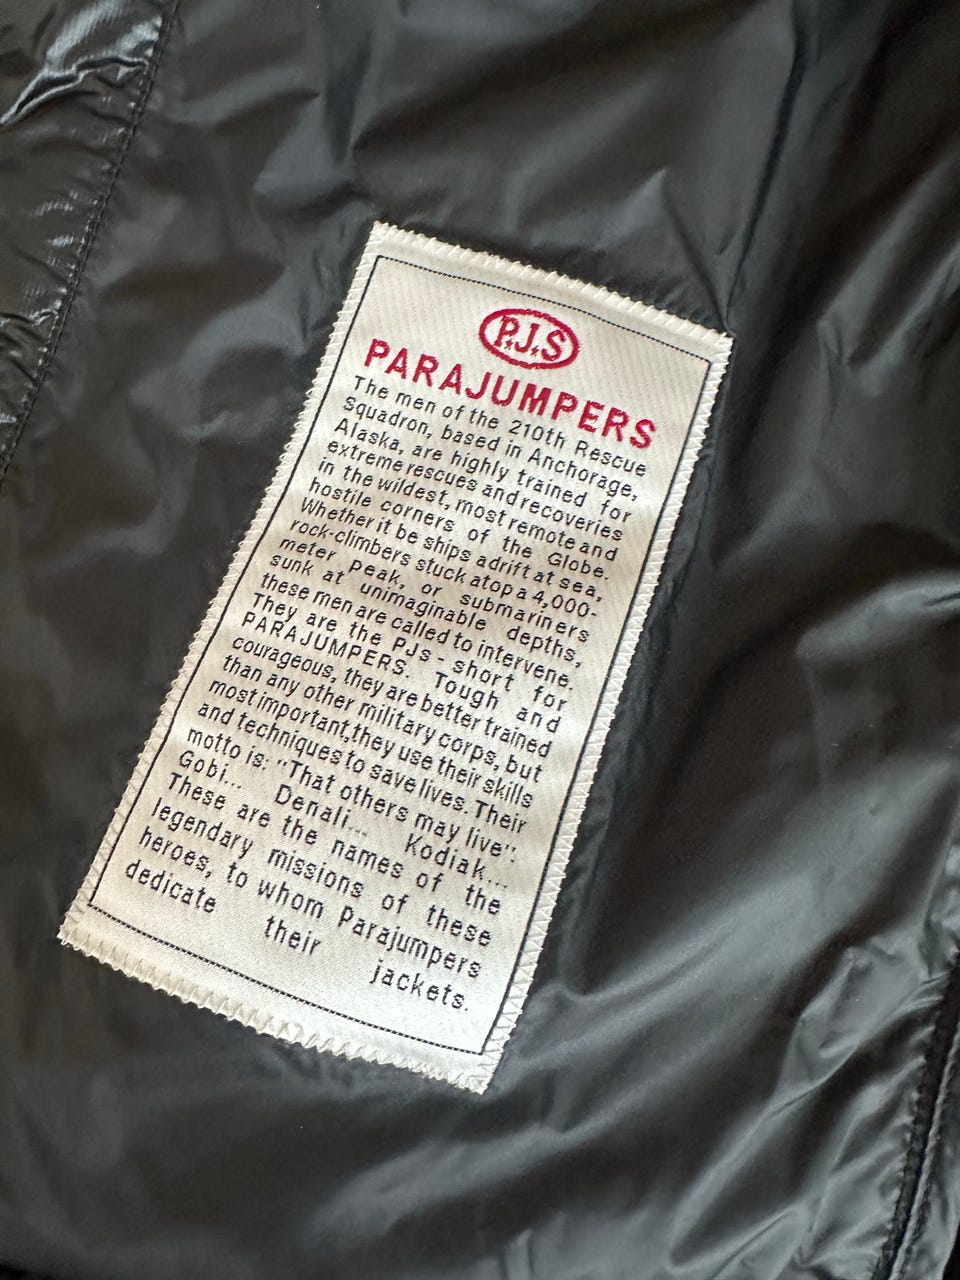 P.J.S
PARAJUMPERS
The men of the 210th Rescue
Squadron, based in Anchorage,
Alaska, are highly trained for
extreme rescues and recoveries
in the wildest, most remote and
hostile corners of the Globe.
Whether it be ships adrift at sea,
rock-climbers stuck atop a 4,000-
meter peak, or submariners
sunk at unimaginable depths,
these men are called to intervene.
They are the PJs - short for
PARAJUMPERS. Tough and
courageous, they are better trained
than any other military corps, but
most important,they use their skills
and techniques to save lives. Their
motto is: "That others may live":
Gobi... Denali... Kodiak...
These are the names of the
legendary missions of these
heroes, to whom Parajumpers
dedicate their jackets.